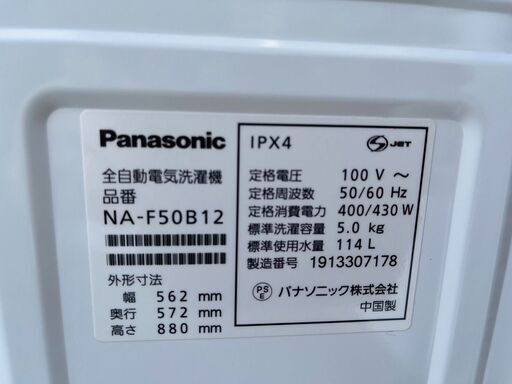 Panasonic
全自動電気洗濯機
品番
NA-F50B12
外形寸法
幅 562 mm
奥行 572 mm
高さ 880 mm
IPX4
S JET
定格電圧 100 V ～
定格周波数 50/60 Hz
定格消費電力 400/430 W
標準洗濯容量 5.0 kg
標準使用水量 114 L
製造番号 1913307178
PS E パナソニック株式会社
中国製